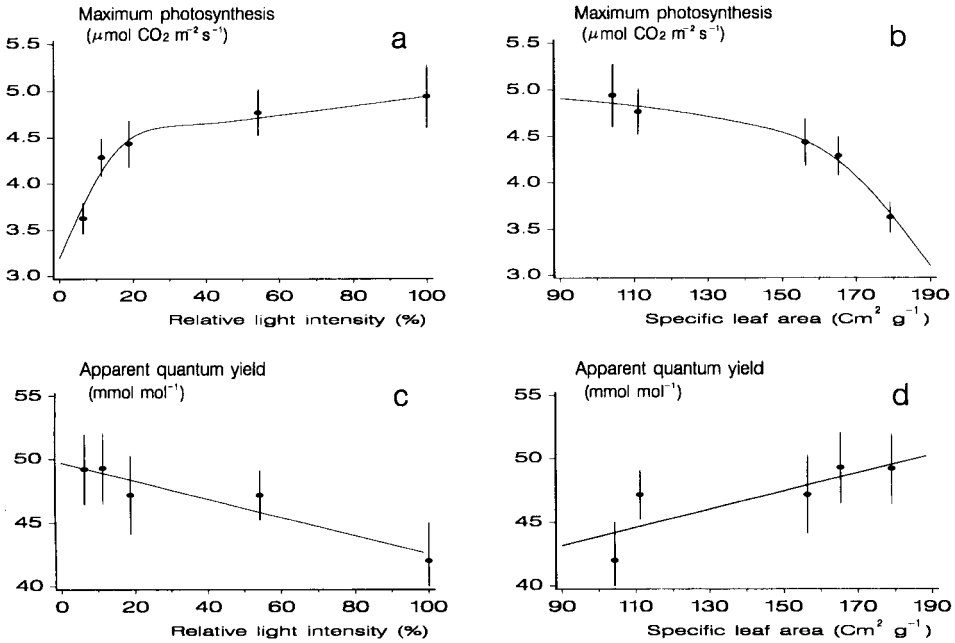 Maximum photosynthesis
(μmol CO₂ m⁻² s⁻¹)
a
5.5
5.0
4.5
4.0
3.5
3.0
0 20 40 60 80 100
Relative light intensity (%)
Maximum photosynthesis
(μmol CO₂ m⁻² s⁻¹)
b
5.5
5.0
4.5
4.0
3.5
3.0
90 110 130 150 170 190
Specific leaf area (Cm² g⁻¹)
Apparent quantum yield
(mmol mol⁻¹)
c
55
50
45
40
0 20 40 60 80 100
Relative light intensity (%)
Apparent quantum yield
(mmol mol⁻¹)
d
55
50
45
40
90 110 130 150 170 190
Specific leaf area (Cm² g⁻¹)